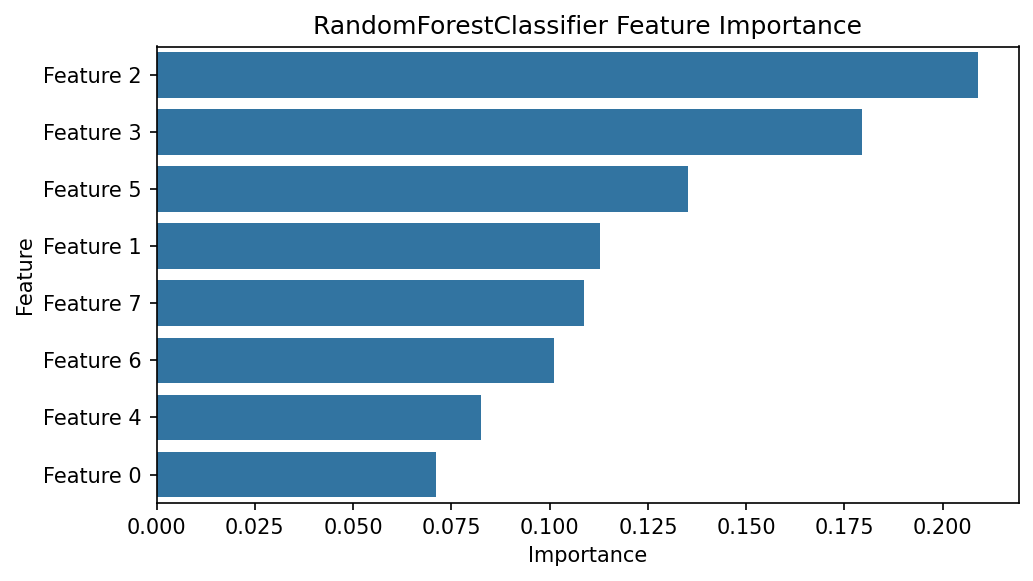 RandomForestClassifier Feature Importance
Feature 2
Feature 3
Feature 5
Feature 1
Feature 7
Feature 6
Feature 4
Feature 0
Feature
0.000 0.025 0.050 0.075 0.100 0.125 0.150 0.175 0.200
Importance